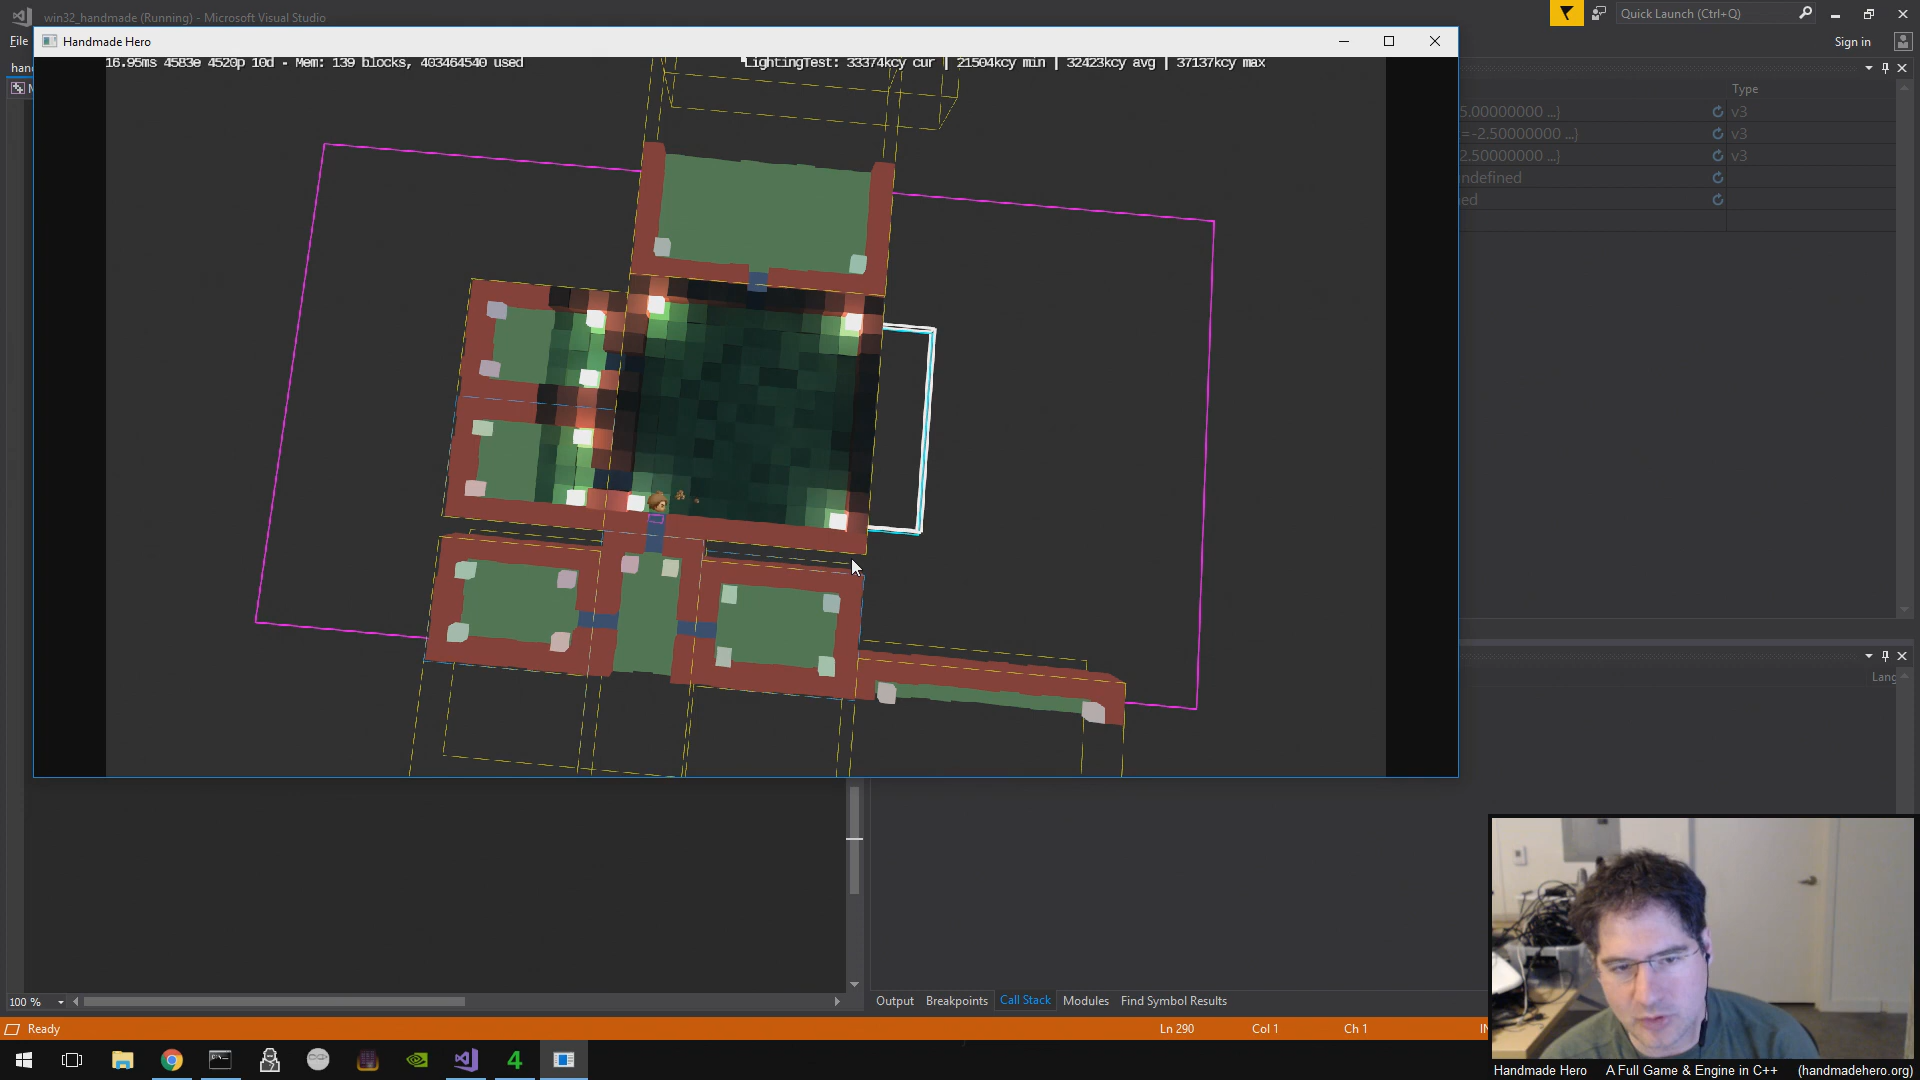 win32_handmade (Running) - Microsoft Visual Studio
Quick Launch (Ctrl+Q)
File
Handmade Hero
Sign in
16.95ms 4583e 4520p 10d - Mem: 139 blocks, 403464540 used
LightingTest: 33374kcy cur | 21504kcy min | 32423kcy avg | 37137kcy max
Type
5.00000000 ...}
v3
=-2.50000000 ...}
v3
2.50000000 ...}
v3
ndefined
Lang
100 %
Output
Breakpoints
Call Stack
Modules
Find Symbol Results
Ready
Ln 290
Col 1
Ch 1
Handmade Hero
A Full Game & Engine in C++
(handmadehero.org)